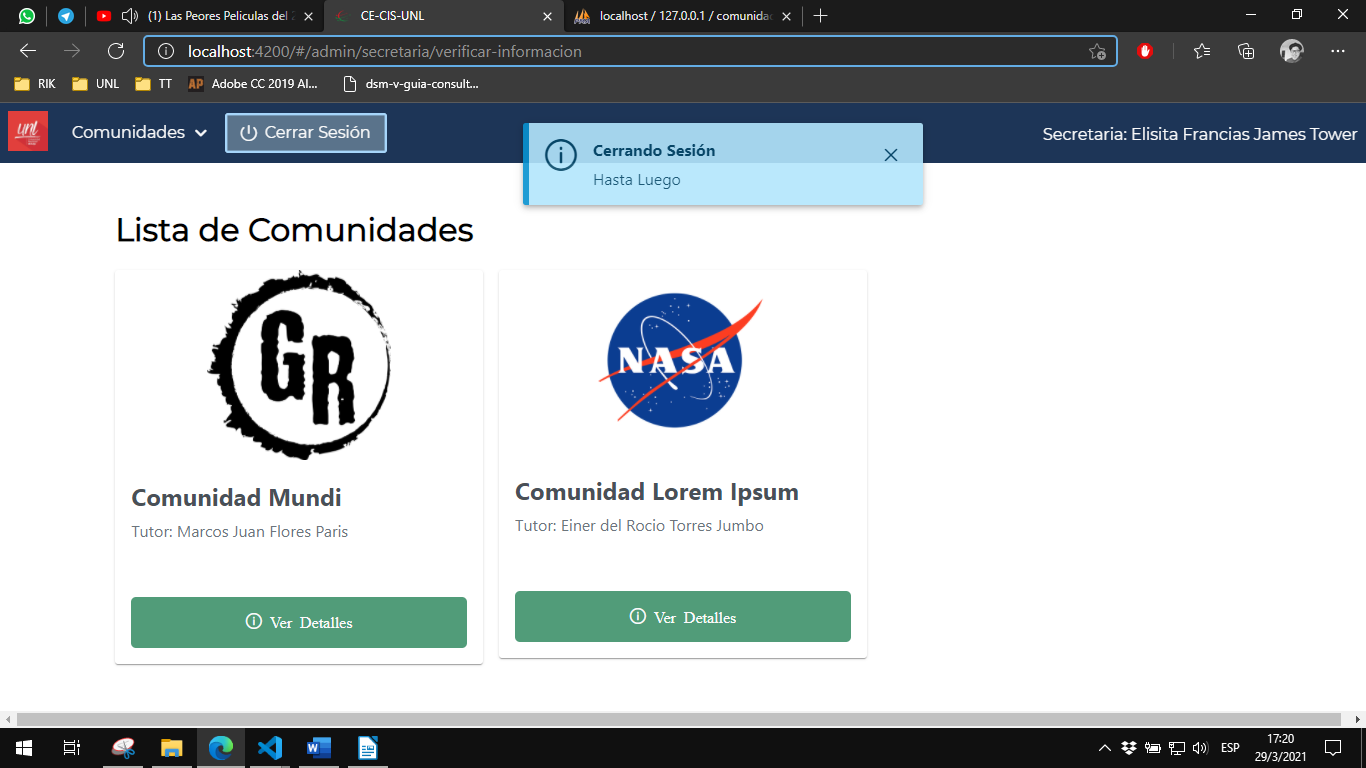 (1) Las Peores Peliculas del 2
CE-CIS-UNL
localhost / 127.0.0.1 / comunidad
localhost:4200/#/admin/secretaria/verificar-informacion
RIK
UNL
TT
AP
Adobe CC 2019 Al...
dsm-v-guia-consult...
unl
Comunidades
Cerrar Sesión
Secretaria: Elisita Francias James Tower
Cerrando Sesión
Hasta Luego
Lista de Comunidades
GR
NASA
Comunidad Mundi
Tutor: Marcos Juan Flores Paris
Ver Detalles
Comunidad Lorem Ipsum
Tutor: Einer del Rocio Torres Jumbo
Ver Detalles
ESP
17:20
29/3/2021